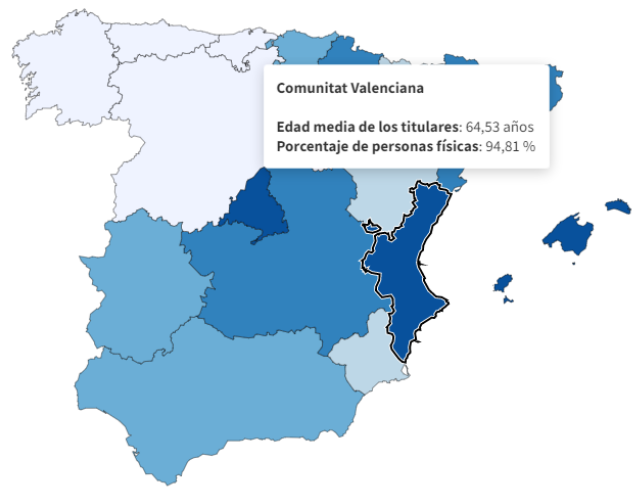 Comunitat Valenciana
Edad media de los titulares: 64,53 años
Porcentaje de personas físicas: 94,81 %